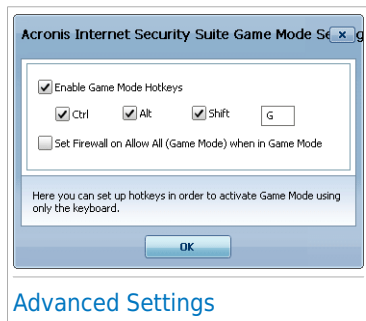 Acronis Internet Security Suite Game Mode Se g
Enable Game Mode Hotkeys
Ctrl Alt Shift G
Set Firewall on Allow All (Game Mode) when in Game Mode
Here you can set up hotkeys in order to activate Game Mode using
only the keyboard.
OK
Advanced Settings